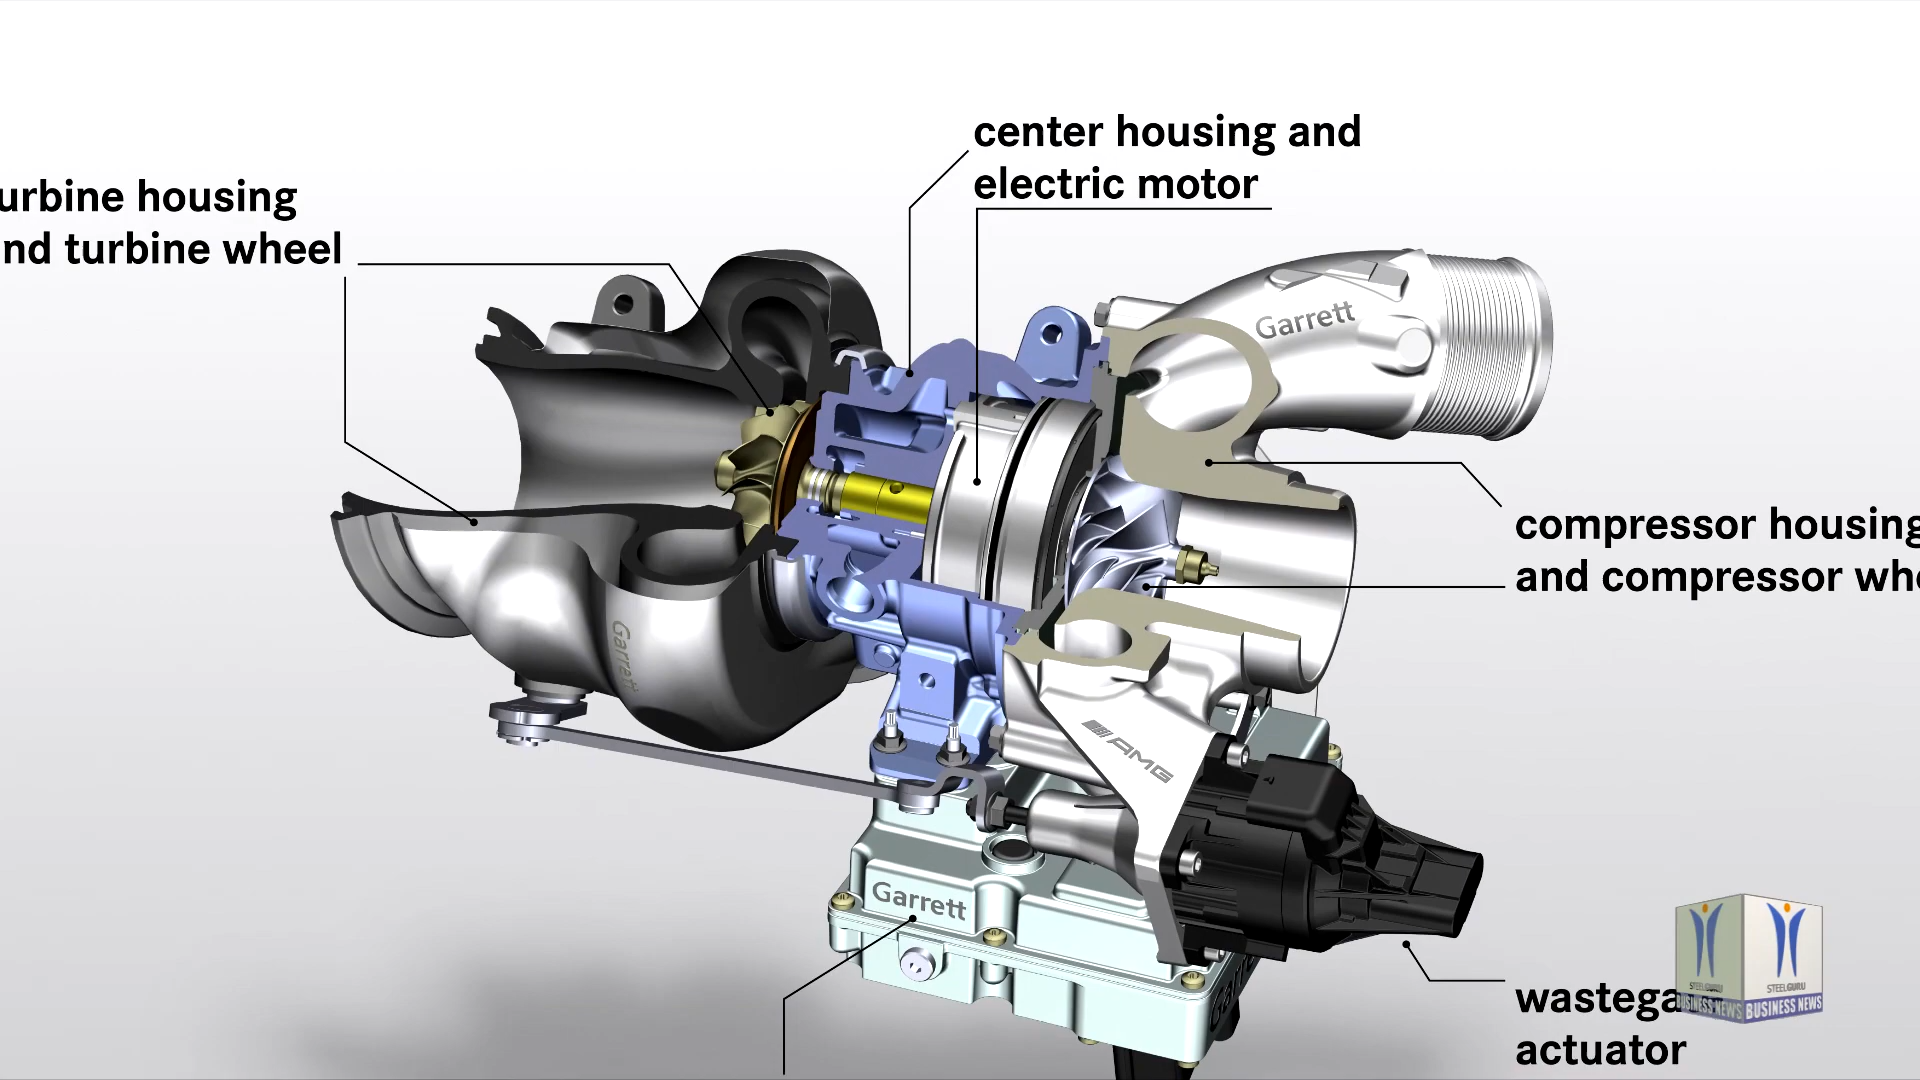 center housing and
electric motor
urbine housing
nd turbine wheel
Garrett
compressor housing
and compressor whe
Garrett
AMG
Garrett
wastega
actuator
STEELGURU
BUSINESS NEWS
STEELGURU
BUSINESS NEWS